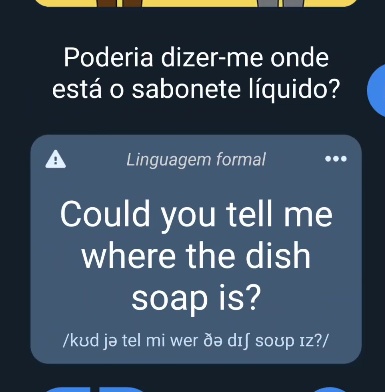 Poderia dizer-me onde
está o sabonete líquido?
Linguagem formal
Could you tell me
where the dish
soap is?
/kʊd jə tel mi wer ðə dɪʃ soʊp ɪz?/